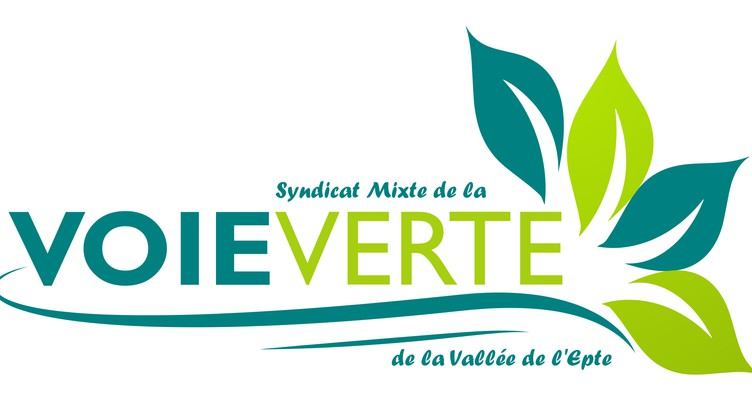 Syndicat Mixte de la
VOIEVERTE
de la Vallée de l'Epte